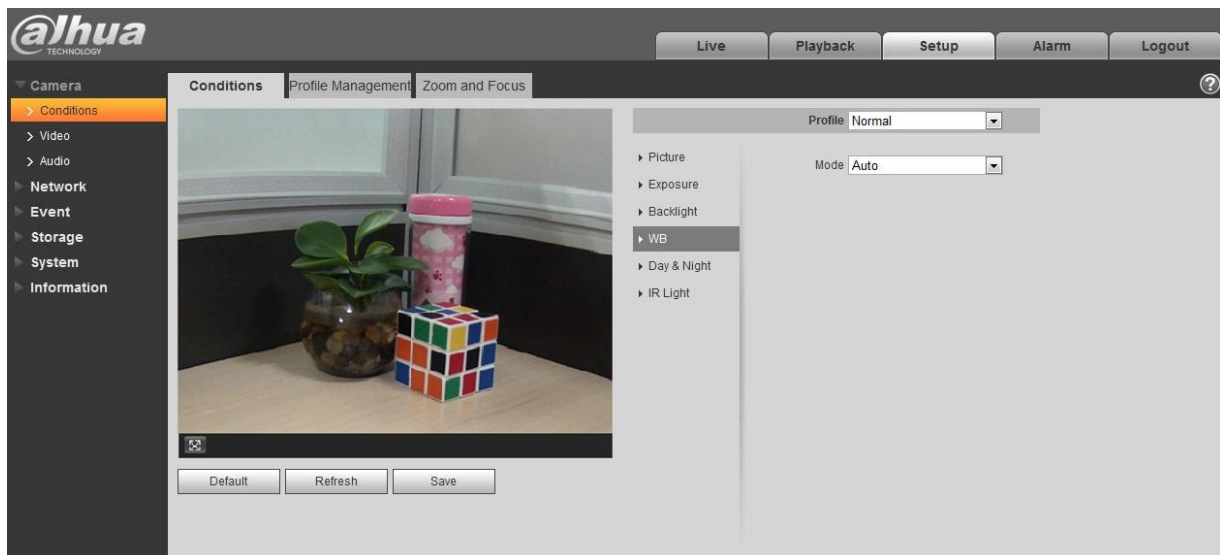 alhua
TECHNOLOGY
Live
Playback
Setup
Alarm
Logout
Camera
Conditions
Video
Audio
Network
Event
Storage
System
Information
Conditions
Profile Management
Zoom and Focus
?
Profile Normal
Picture
Exposure
Backlight
WB
Day & Night
IR Light
Mode Auto
Default
Refresh
Save